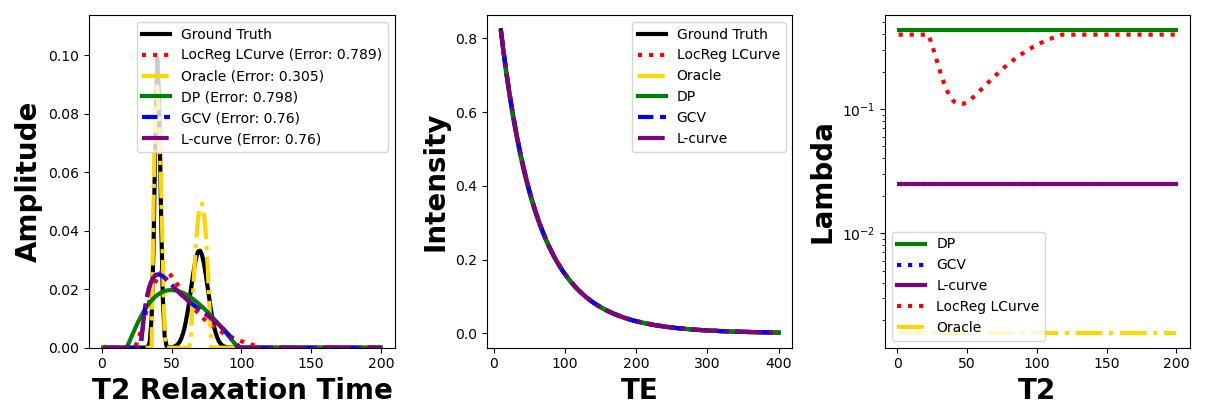 Amplitude
0.10
0.08
0.06
0.04
0.02
0.00
Ground Truth
LocReg LCurve (Error: 0.789)
Oracle (Error: 0.305)
DP (Error: 0.798)
GCV (Error: 0.76)
L-curve (Error: 0.76)
0 50 100 150 200
T2 Relaxation Time
Intensity
0.8
0.6
0.4
0.2
0.0
Ground Truth
LocReg LCurve
Oracle
DP
GCV
L-curve
0 100 200 300 400
TE
Lambda
10⁻¹
10⁻²
DP
GCV
L-curve
LocReg LCurve
Oracle
0 50 100 150 200
T2